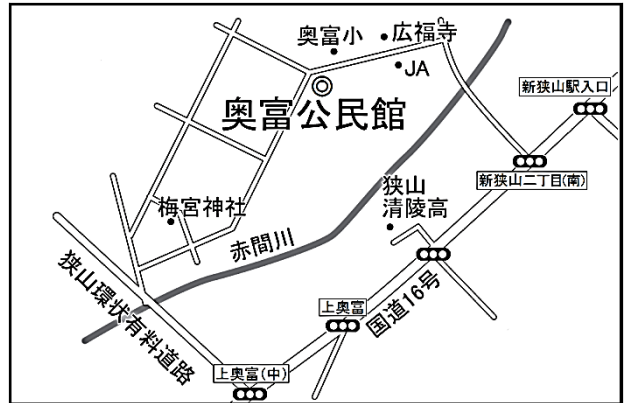 奥富小
広福寺
JA
新狭山駅入口
奥富公民館
新狭山二丁目(南)
狭山
清陵高
梅宮神社
赤間川
狭山環状有料道路
国道16号
上奥富
上奥富(中)